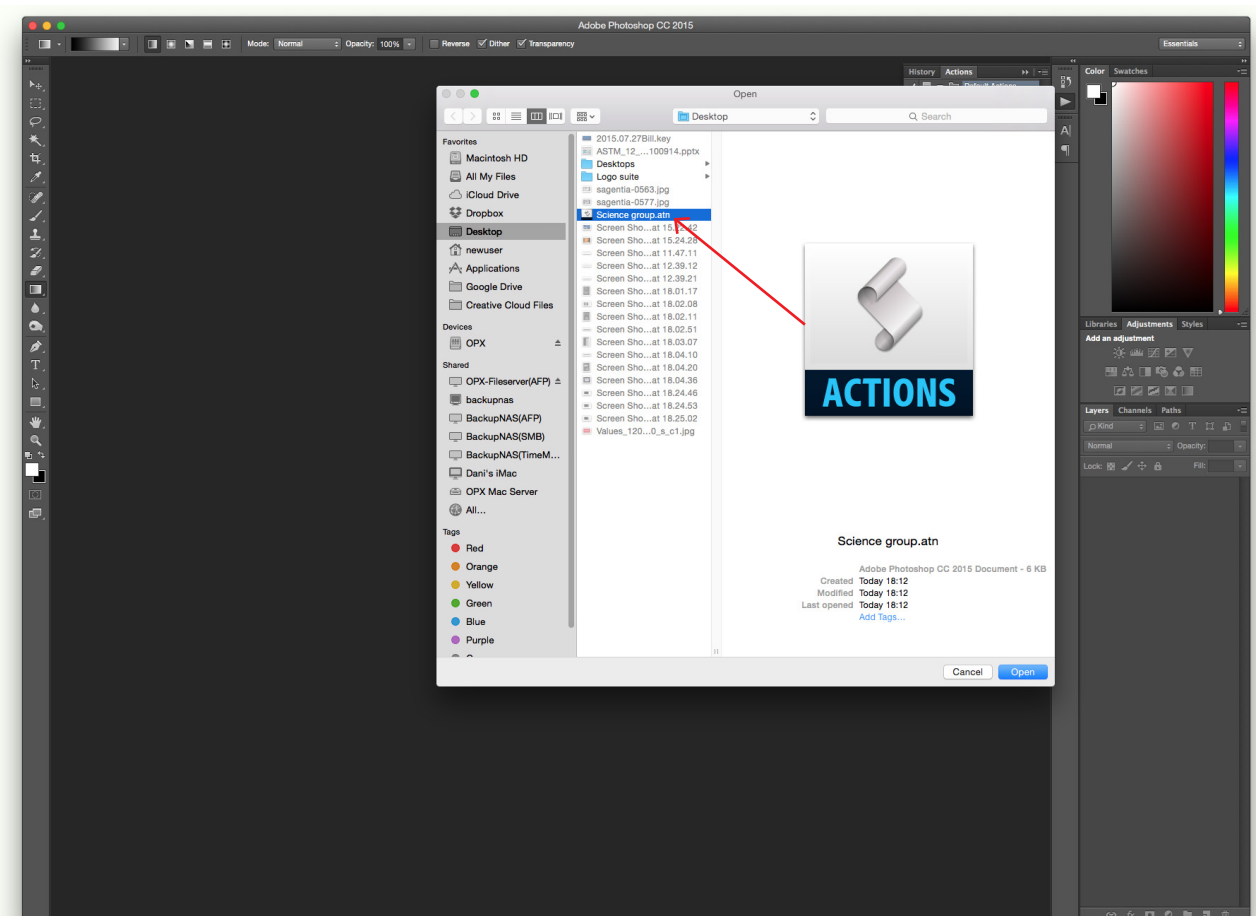 Adobe Photoshop CC 2015
Mode: Normal Opacity: 100% Reverse Dither Transparency Essentials
History Actions
Color Swatches
Open
Desktop
Search
Favorites
Macintosh HD
All My Files
iCloud Drive
Dropbox
Desktop
newuser
Applications
Google Drive
Creative Cloud Files
Devices
OPX
Shared
OPX-Fileserver(AFP)
backupnas
BackupNAS(AFP)
BackupNAS(SMB)
BackupNAS(TimeM...
Dani's iMac
OPX Mac Server
All...
Tags
Red
Orange
Yellow
Green
Blue
Purple
2015.07.27Bill.key
ASTM_12_...100914.pptx
Desktops
Logo suite
sagentia-0563.jpg
sagentia-0577.jpg
Science group.atn
Screen Sho...at 15.22.42
Screen Sho...at 15.24.28
Screen Sho...at 11.47.11
Screen Sho...at 12.39.12
Screen Sho...at 12.39.21
Screen Sho...at 18.01.17
Screen Sho...at 18.02.08
Screen Sho...at 18.02.11
Screen Sho...at 18.02.51
Screen Sho...at 18.03.07
Screen Sho...at 18.04.10
Screen Sho...at 18.04.20
Screen Sho...at 18.04.36
Screen Sho...at 18.24.46
Screen Sho...at 18.24.53
Screen Sho...at 18.25.02
Values_120...0_s_c1.jpg
ACTIONS
Science group.atn
Adobe Photoshop CC 2015 Document - 6 KB
Created Today 18:12
Modified Today 18:12
Last opened Today 18:12
Add Tags...
Cancel Open
Libraries Adjustments Styles
Add an adjustment
Layers Channels Paths
Kind
Normal Opacity:
Lock: Fill: